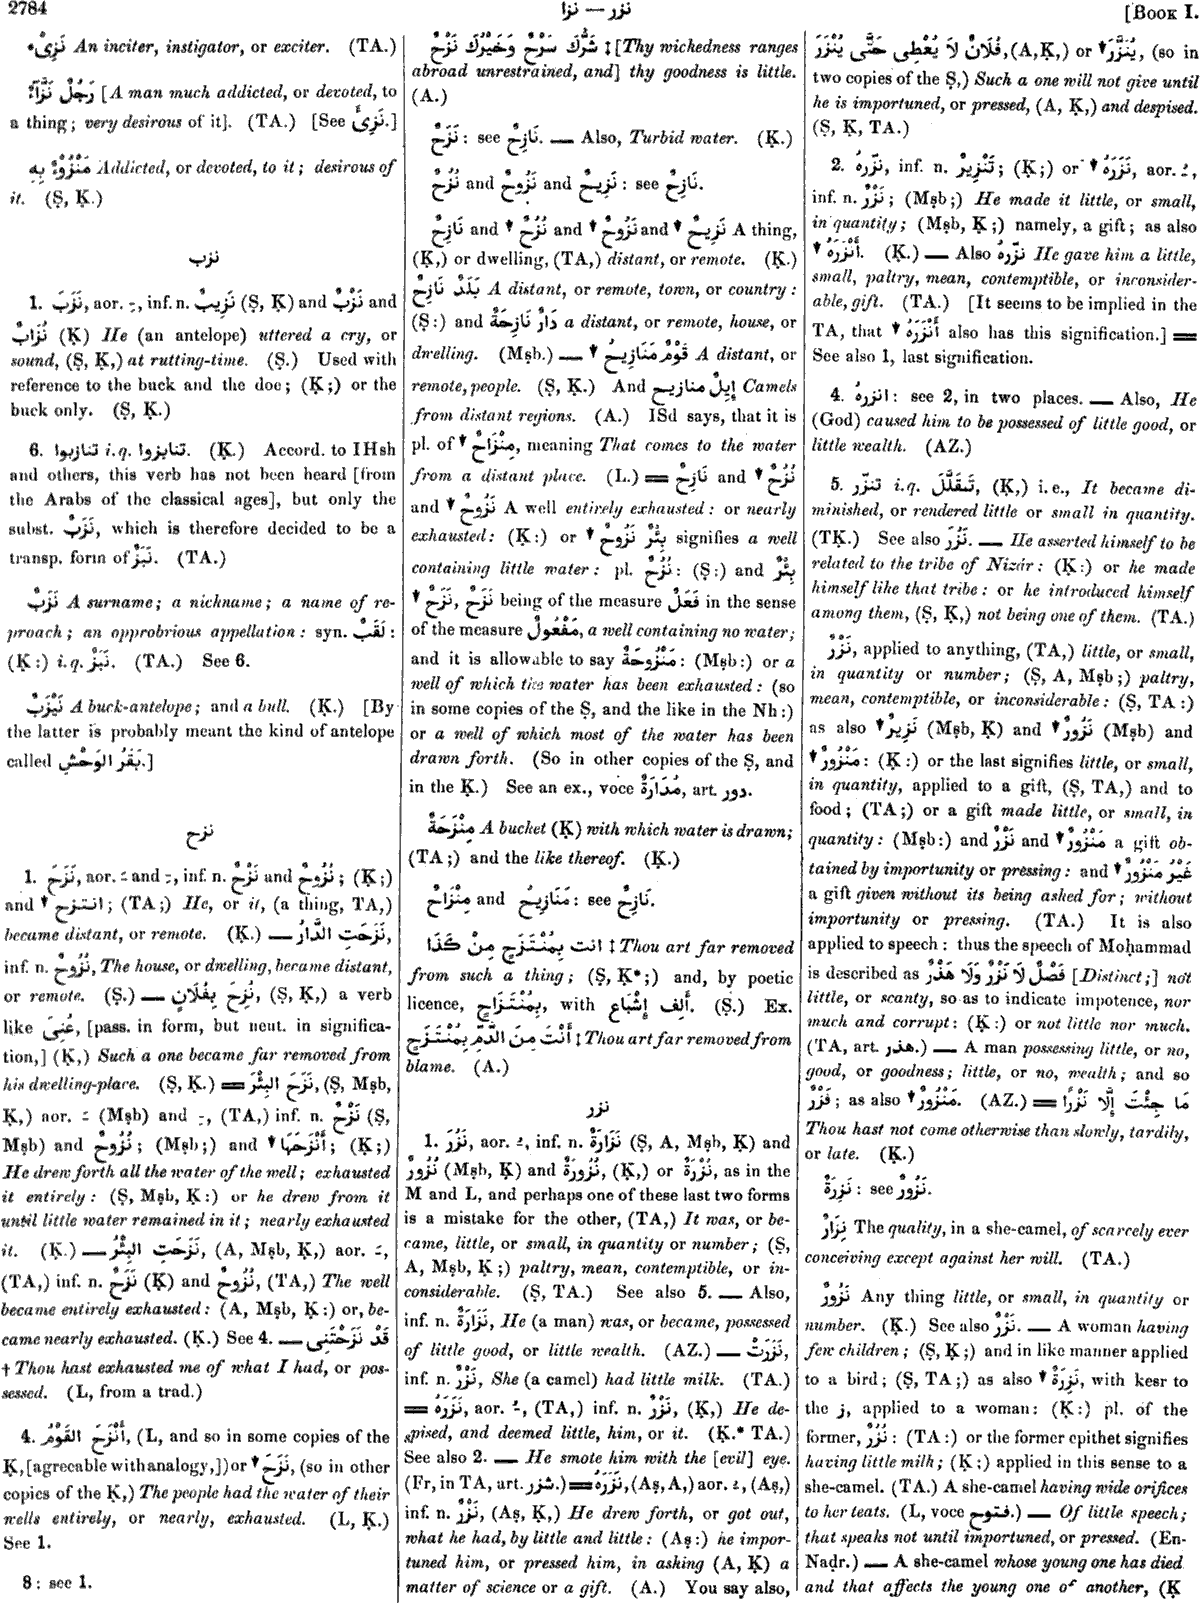 2784
نزا — نزر
[BOOK I.
نَزِىْءٌ An inciter, instigator, or exciter. (TA.)
رَجُلٌ نَزَّآءٌ [A man much addicted, or devoted, to
a thing; very desirous of it]. (TA.) [See نَزِىْءٌ.]
مَنْزُوْءٌ بِهِ Addicted, or devoted, to it; desirous of
it. (Ṣ, Ḳ.)
نزب
1. نَزَبَ, aor. ـِ, inf. n. نَزِيبٌ (Ṣ, Ḳ) and نَزْبٌ and
نُزَابٌ (Ḳ) He (an antelope) uttered a cry, or
sound, (Ṣ, Ḳ,) at rutting-time. (Ṣ.) Used with
reference to the buck and the doe; (Ḳ;) or the
buck only. (Ṣ, Ḳ.)
6. تنازبوا i. q. تنابزوا. (Ḳ.) Accord. to IHsh
and others, this verb has not been heard [from
the Arabs of the classical ages], but only the
subst. نَزَبٌ, which is therefore decided to be a
transp. form of نَبَزٌ. (TA.)
نَزَبٌ A surname; a nickname; a name of re-
proach; an opprobrious appellation: syn. لَقَبٌ:
(Ḳ:) i. q. نَبَزٌ. (TA.) See 6.
نَيْزَبٌ A buck-antelope; and a bull. (Ḳ.) [By
the latter is probably meant the kind of antelope
called بَقَرُ الوَحْشِ.]
نزح
1. نَزَحَ, aor. ـَ and ـِ, inf. n. نَزْحٌ and نُزُوحٌ; (Ḳ;)
and ↓ انتزح; (TA;) He, or it, (a thing, TA,)
became distant, or remote. (Ḳ.) — نَزَحَتِ الدَّارُ,
inf. n. نُزُوحٌ, The house, or dwelling, became distant,
or remote. (Ṣ.) — نُزِحَ بِفُلَانٍ, (Ṣ, Ḳ,) a verb
like عُنِىَ, [pass. in form, but neut. in significa-
tion,] (Ḳ,) Such a one became far removed from
his dwelling-place. (Ṣ, Ḳ.) = نَزَحَ البِئْرَ, (Ṣ, Mṣb,
Ḳ,) aor. ـَ (Mṣb) and ـِ, (TA,) inf. n. نَزْحٌ (Ṣ,
Mṣb) and نُزُوحٌ; (Mṣb;) and ↓ أَنْزَحَهَا; (Ḳ;)
He drew forth all the water of the well; exhausted
it entirely: (Ṣ, Mṣb, Ḳ:) or he drew from it
until little water remained in it; nearly exhausted
it. (Ḳ.) — نَزَحَتِ البِئْرُ, (A, Mṣb, Ḳ,) aor. ـَ,
(TA,) inf. n. نَزْحٌ (Ḳ) and نُزُوحٌ, (TA,) The well
became entirely exhausted: (A, Mṣb, Ḳ:) or, be-
came nearly exhausted. (Ḳ.) See 4. — قَدْ نَزَحْتَنِى
† Thou hast exhausted me of what I had, or pos-
sessed. (L, from a trad.)
4. أَنْزَحَ القَوْمُ, (L, and so in some copies of the
Ḳ, [agreeable with analogy,]) or ↓ نَزَحَ, (so in other
copies of the Ḳ,) The people had the water of their
wells entirely, or nearly, exhausted. (L, Ḳ.)
See 1.
8: see 1.
شَرُّكَ سَرْحٌ وَخَيْرُكَ نَزْحٌ ‡ [Thy wickedness ranges
abroad unrestrained, and] thy goodness is little.
(A.)
نَزَحٌ: see نَازِحٌ. — Also, Turbid water. (Ḳ.)
نُزُحٌ and نَزُوحٌ and نَزِيحٌ: see نَازِحٌ.
نَازِحٌ and ↓ نُزُحٌ and ↓ نَزُوحٌ and ↓ نَزِيحٌ A thing,
(Ḳ,) or dwelling, (TA,) distant, or remote. (Ḳ.)
بَلَدٌ نَازِحٌ A distant, or remote, town, or country:
(Ṣ:) and دَارٌ نَازِحَةٌ a distant, or remote, house, or
dwelling. (Mṣb.) — ↓ قَوْمٌ مَنَازِيحُ A distant, or
remote, people. (Ṣ, Ḳ.) And إِبِلٌ منازيح Camels
from distant regions. (A.) ISd says, that it is
pl. of ↓ مِنْزَاحٌ, meaning That comes to the water
from a distant place. (L.) = نَازِحٌ and ↓ نُزُحٌ
and ↓ نَزُوحٌ A well entirely exhausted: or nearly
exhausted: (Ḳ:) or ↓ بِئْرٌ نَزُوحٌ signifies a well
containing little water: pl. نُزُحٌ: (Ṣ:) and بِئْرٌ
↓ نَزَحٌ, نَزَحٌ being of the measure فَعَلٌ in the sense
of the measure مَفْعُولٌ, a well containing no water;
and it is allowable to say مَنْزُوحَةٌ: (Mṣb:) or a
well of which the water has been exhausted: (so
in some copies of the Ṣ, and the like in the Nh:)
or a well of which most of the water has been
drawn forth. (So in other copies of the Ṣ, and
in the Ḳ.) See an ex., voce مُدَارَةٌ, art. دور.
مِنْزَحَةٌ A bucket (Ḳ) with which water is drawn;
(TA;) and the like thereof. (Ḳ.)
مِنْزَاحٌ and مَنَازِيحُ: see نَازِحٌ.
انت بِمُنْتَزَحٍ مِنْ كَذَا ‡ Thou art far removed
from such a thing; (Ṣ, Ḳ*;) and, by poetic
licence, بِمُنْتَزَاحٍ, with إِشْبَاع of أَلِف. (Ṣ.) Ex.
أَنْتَ مِنَ الذَّمِّ بِمُنْتَزَحٍ ‡ Thou art far removed from
blame. (A.)
نزر
1. نَزُرَ, aor. ـُ, inf. n. نَزَارَةٌ (Ṣ, A, Mṣb, Ḳ) and
نُزُورٌ (Mṣb, Ḳ) and نُزُورَةٌ, (Ḳ,) or نُزْرَةٌ, as in the
M and L, and perhaps one of these last two forms
is a mistake for the other, (TA,) It was, or be-
came, little, or small, in quantity or number; (Ṣ,
A, Mṣb, Ḳ;) paltry, mean, contemptible, or in-
considerable. (Ṣ, TA.) See also 5. — Also,
inf. n. نَزَارَةٌ, He (a man) was, or became, possessed
of little good, or little wealth. (AZ.) — نَزُرَتْ,
inf. n. نَزْرٌ, She (a camel) had little milk. (TA.)
= نَزَرَهُ, aor. ـُ, (TA,) inf. n. نَزْرٌ, (Ḳ,) He de-
spised, and deemed little, him, or it. (Ḳ.* TA.)
See also 2. — He smote him with the [evil] eye.
(Fr, in TA, art. شزر.) = نَزَرَهُ, (Aṣ, A,) aor. ـُ, (Aṣ,)
inf. n. نَزْرٌ, (Aṣ, Ḳ,) He drew forth, or got out,
what he had, by little and little: (Aṣ:) he impor-
tuned him, or pressed him, in asking (A, Ḳ) a
matter of science or a gift. (A.) You say also,
فُلَانٌ لَا يُعْطِى حَتَّى يُنْزَرَ, (A, Ḳ,) or ↓ يُنَزَّرَ, (so in
two copies of the Ṣ,) Such a one will not give until
he is importuned, or pressed, (A, Ḳ,) and despised.
(Ṣ, Ḳ, TA.)
2. نزّرهُ, inf. n. تَنْزِيرٌ; (Ḳ;) or ↓ نَزَرَهُ, aor. ـُ,
inf. n. نَزْرٌ; (Mṣb;) He made it little, or small,
in quantity; (Mṣb, Ḳ;) namely, a gift; as also
↓ أَنْزَرَهُ. (Ḳ.) — Also نزّرهُ He gave him a little,
small, paltry, mean, contemptible, or inconsider-
able, gift. (TA.) [It seems to be implied in the
TA, that ↓ أَنْزَرَهُ also has this signification.] =
See also 1, last signification.
4. انزرهُ: see 2, in two places. — Also, He
(God) caused him to be possessed of little good, or
little wealth. (AZ.)
5. تنزّر i. q. تَقَلَّلَ, (Ḳ,) i. e., It became di-
minished, or rendered little or small in quantity.
(TḲ.) See also نَزُرَ. — He asserted himself to be
related to the tribe of Nizár: (Ḳ:) or he made
himself like that tribe: or he introduced himself
among them, (Ṣ, Ḳ,) not being one of them. (TA.)
نَزْرٌ, applied to anything, (TA,) little, or small,
in quantity or number; (Ṣ, A, Mṣb;) paltry,
mean, contemptible, or inconsiderable: (Ṣ, TA:)
as also ↓ نَزِيرٌ (Mṣb, Ḳ) and ↓ نَزُورٌ (Mṣb) and
↓ مَنْزُورٌ: (Ḳ:) or the last signifies little, or small,
in quantity, applied to a gift, (Ṣ, TA,) and to
food; (TA;) or a gift made little, or small, in
quantity: (Mṣb:) and نَزْرٌ and ↓ مَنْزُورٌ a gift ob-
tained by importunity or pressing: and ↓ غَيْرُ مَنْزُورٍ
a gift given without its being asked for; without
importunity or pressing. (TA.) It is also
applied to speech: thus the speech of Moḥammad
is described as فَصْلٌ لَا نَزْرٌ وَلَا هَذْرٌ [Distinct;] not
little, or scanty, so as to indicate impotence, nor
much and corrupt: (Ḳ:) or not little nor much.
(TA, art. هذر.) — A man possessing little, or no,
good, or goodness; little, or no, wealth; and so
فَزْرٌ; as also ↓ مَنْزُورٌ. (AZ.) = مَا جِئْتَ إِلَّا نَزْرًا
Thou hast not come otherwise than slowly, tardily,
or late. (Ḳ.)
نَزِرَةٌ: see نَزُورٌ.
نِزَارٌ The quality, in a she-camel, of scarcely ever
conceiving except against her will. (TA.)
نَزُورٌ Any thing little, or small, in quantity or
number. (Ḳ.) See also نَزْرٌ. — A woman having
few children; (Ṣ, Ḳ;) and in like manner applied
to a bird; (Ṣ, TA;) as also ↓ نَزِرَةٌ, with kesr to
the ز, applied to a woman: (Ḳ:) pl. of the
former, نُزُرٌ: (TA:) or the former epithet signifies
having little milk; (Ḳ;) applied in this sense to a
she-camel. (TA.) A she-camel having wide orifices
to her teats. (L, voce فتوح.) — Of little speech;
that speaks not until importuned, or pressed. (En-
Naḍr.) — A she-camel whose young one has died
and that affects the young one of another, (Ḳ